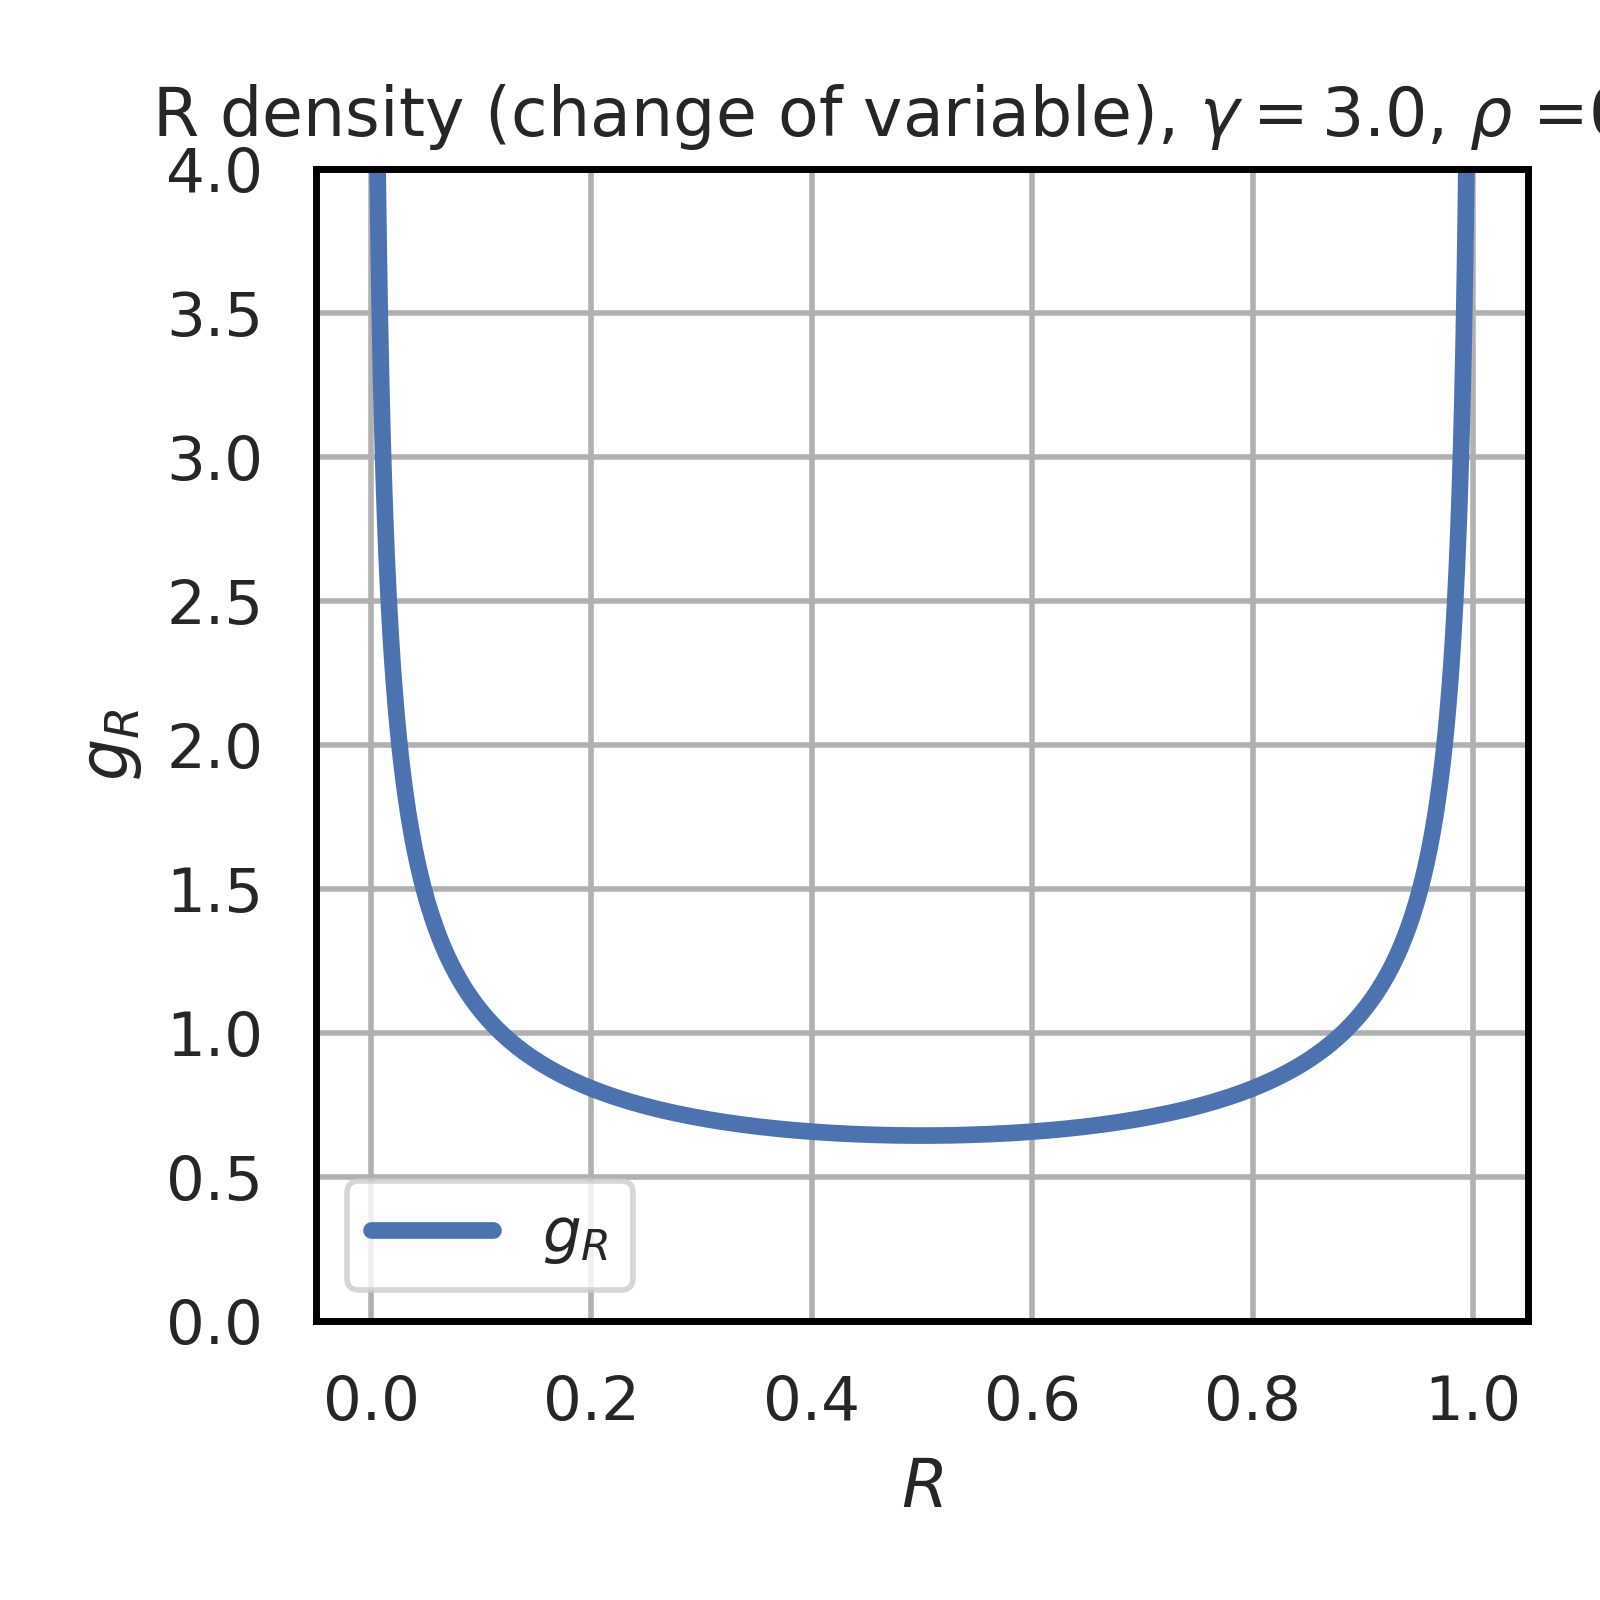 R density (change of variable), γ = 3.0, ρ =
4.0
3.5
3.0
2.5
2.0
1.5
1.0
0.5
0.0
g_R
g_R
0.0 0.2 0.4 0.6 0.8 1.0
R